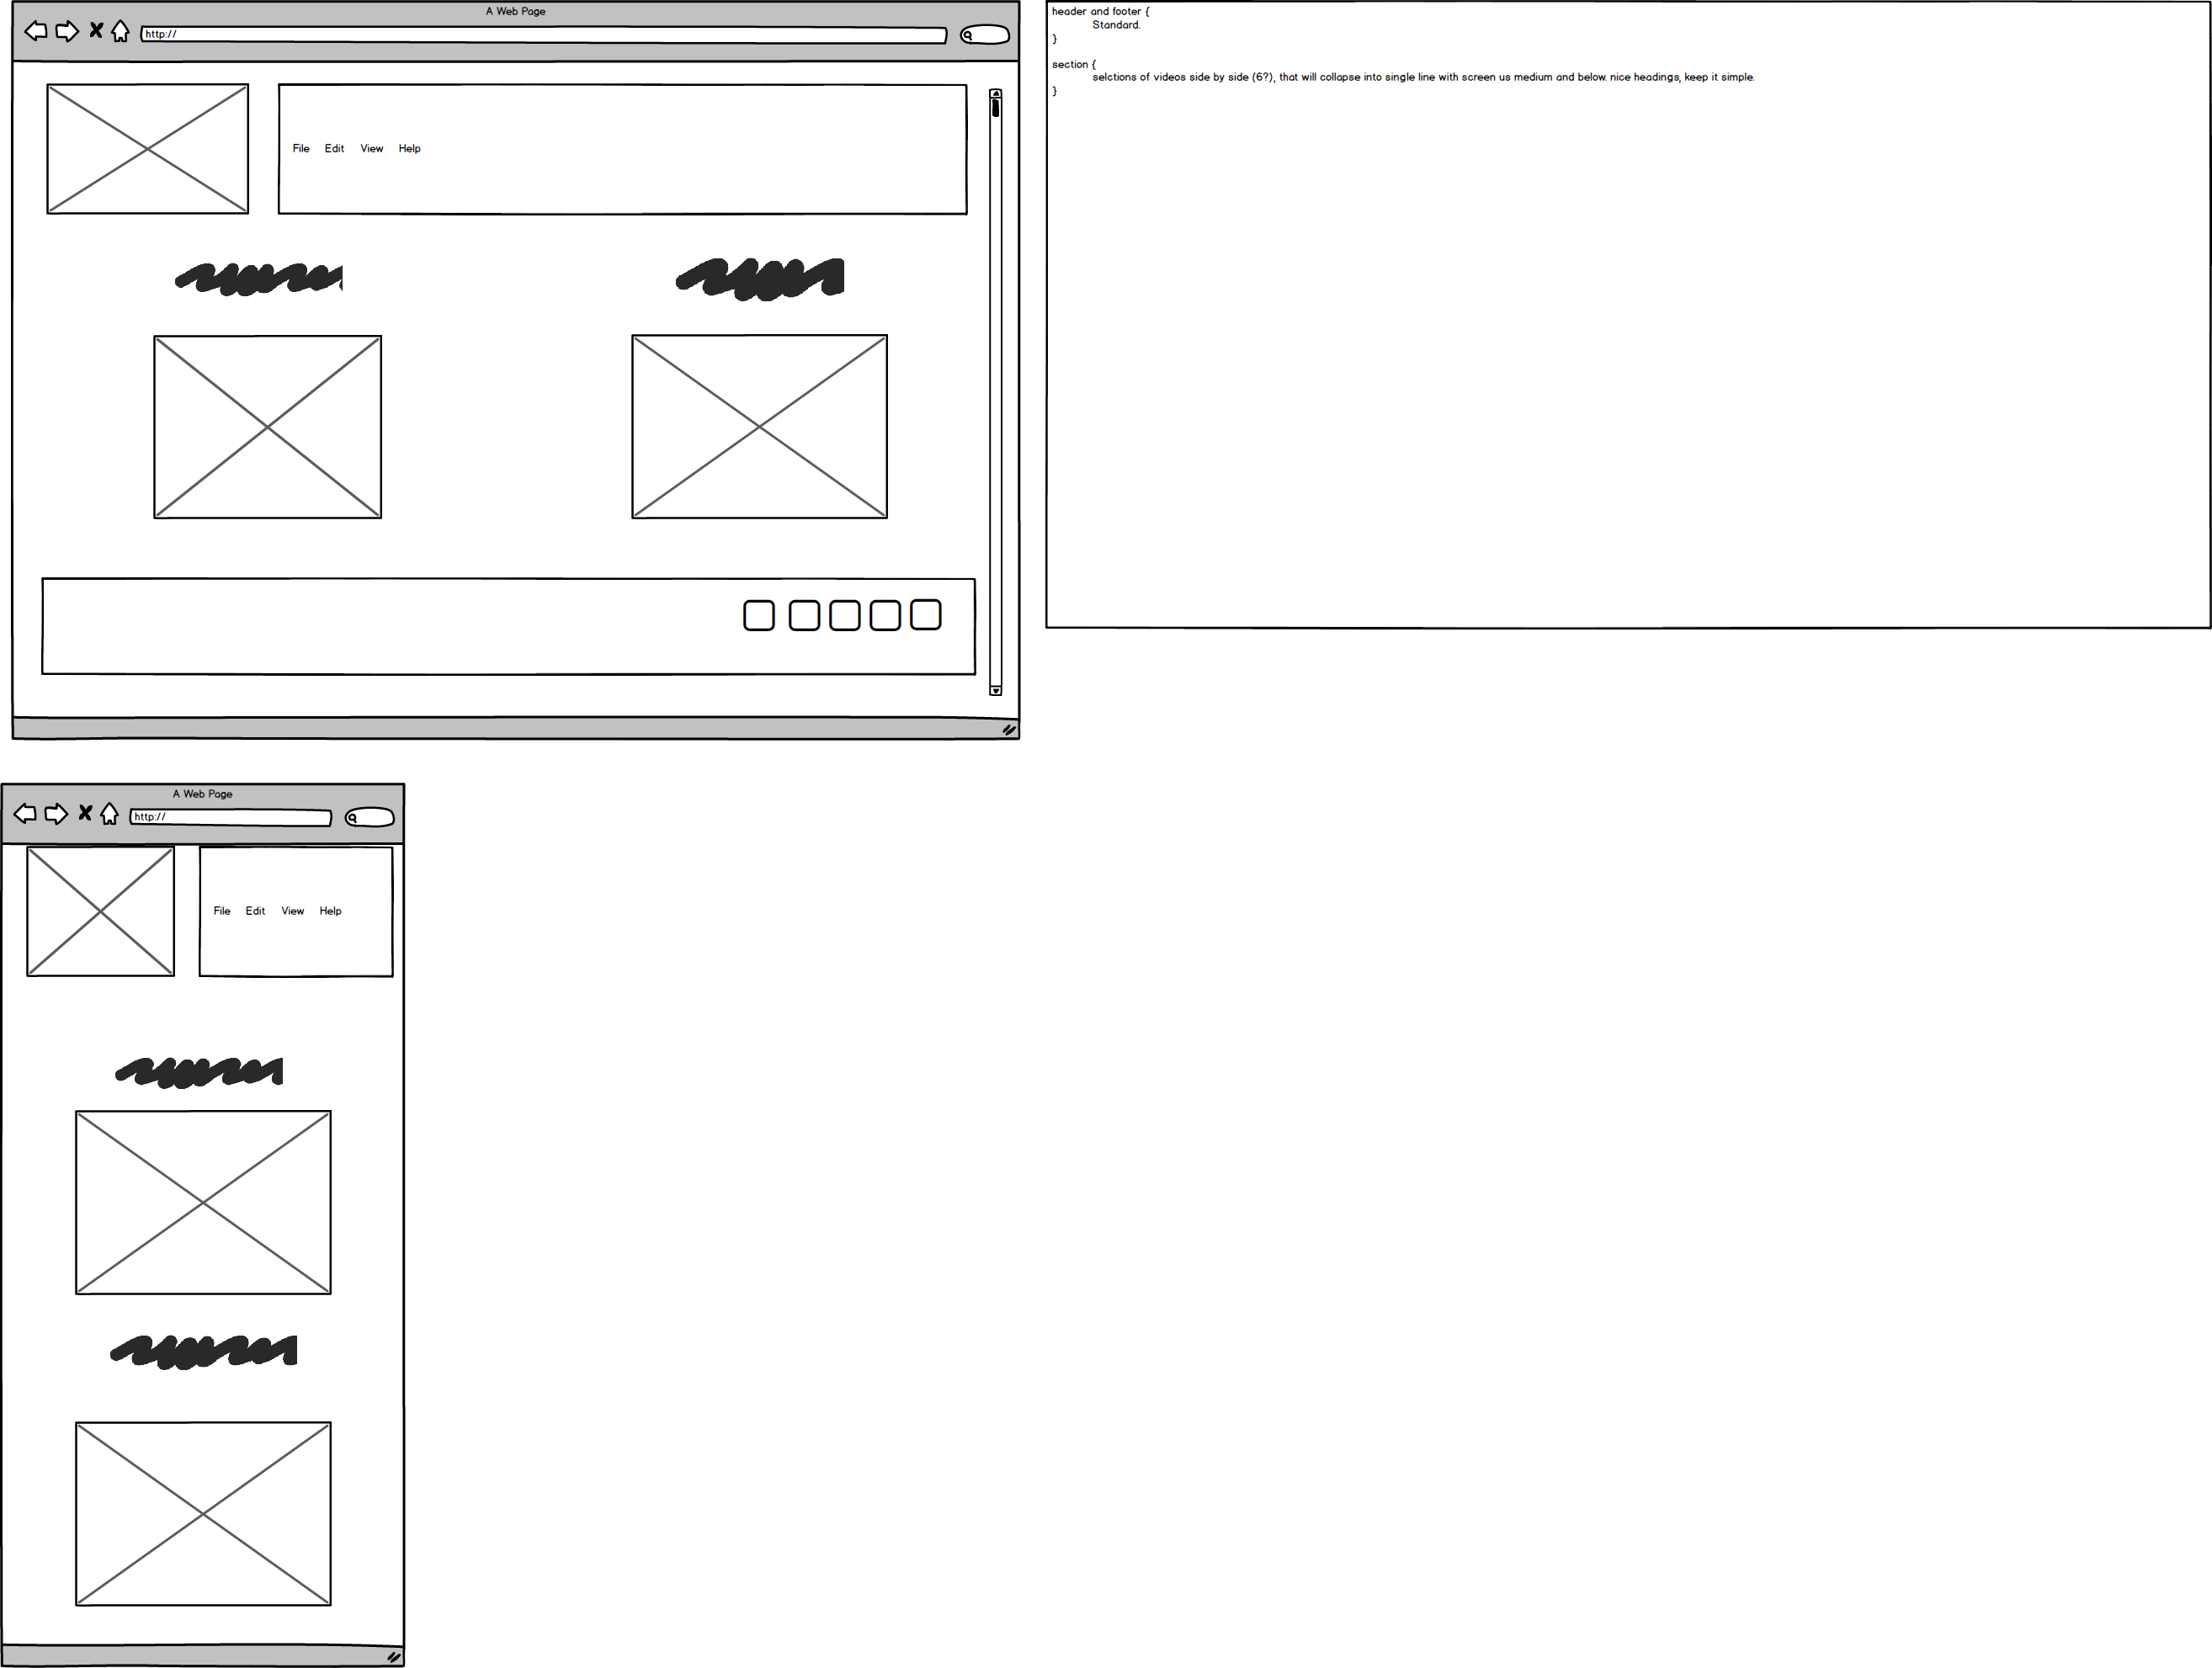 A Web Page
http://
File Edit View Help
header and footer {
Standard.
}
section {
selctions of videos side by side (6?), that will collapse into single line with screen us medium and below. nice headings, keep it simple.
}
A Web Page
http://
File Edit View Help